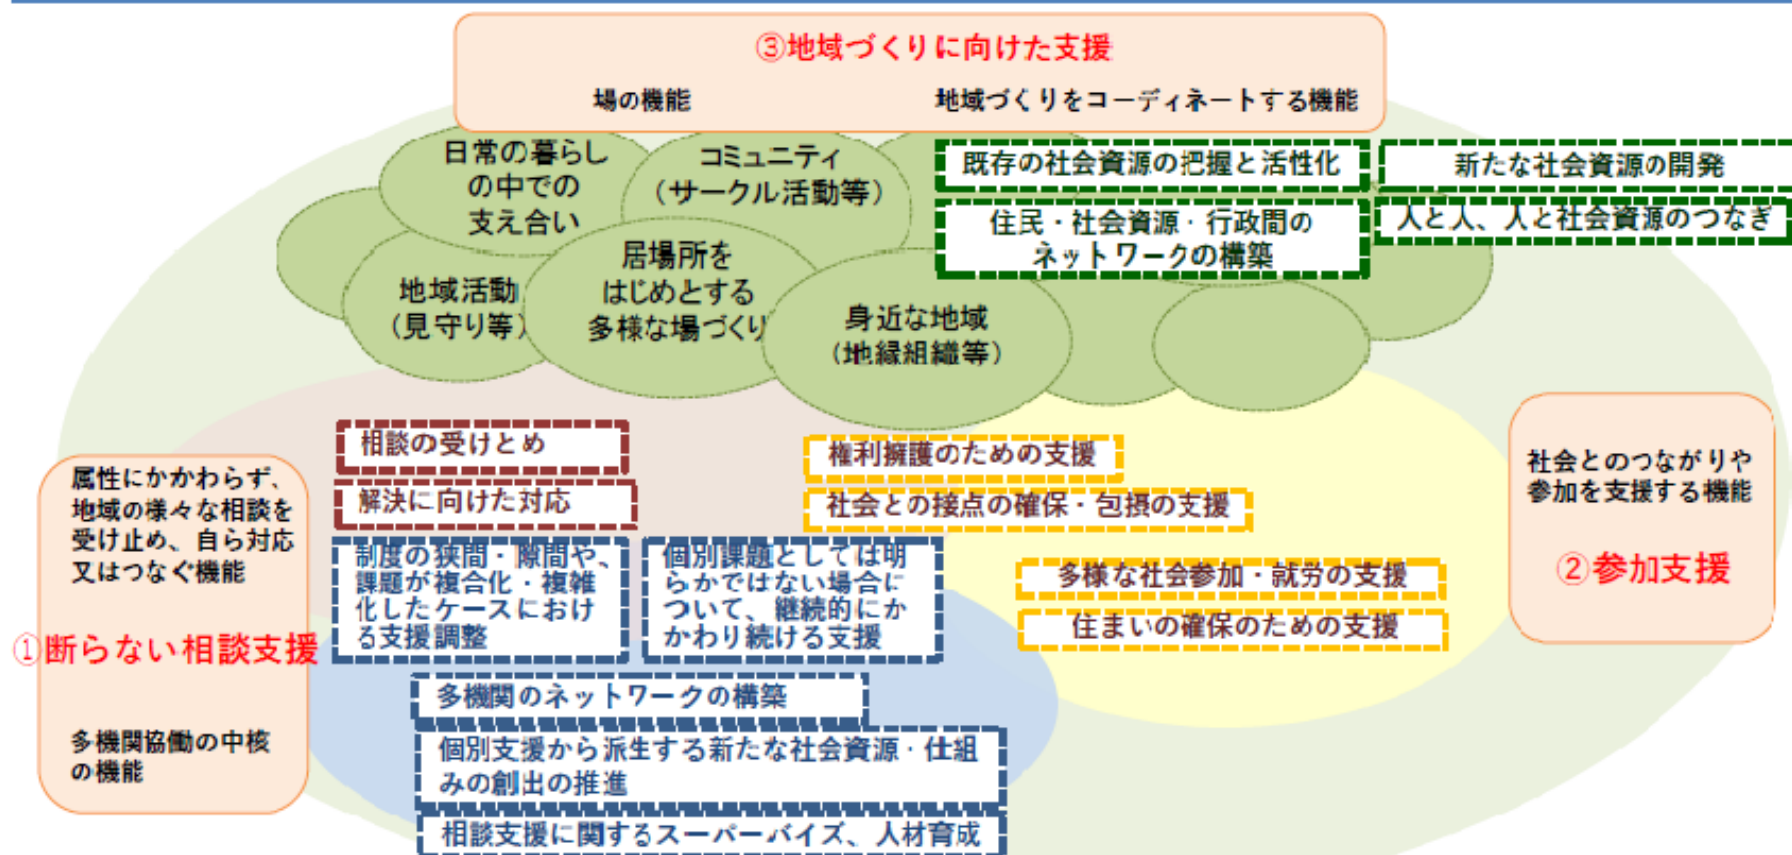 ③地域づくりに向けた支援
場の機能
地域づくりをコーディネートする機能
日常の暮らし
の中での
支え合い
コミュニティ
（サークル活動等）
既存の社会資源の把握と活性化
新たな社会資源の開発
住民・社会資源・行政間の
ネットワークの構築
人と人、人と社会資源のつなぎ
地域活動
（見守り等）
居場所を
はじめとする
多様な場づくり
身近な地域
（地縁組織等）
属性にかかわらず、
地域の様々な相談を
受け止め、自ら対応
又はつなぐ機能
①断らない相談支援
多機関協働の中核
の機能
相談の受けとめ
解決に向けた対応
制度の狭間・隙間や、
課題が複合化・複雑
化したケースにおけ
る支援調整
個別課題としては明
らかではない場合に
ついて、継続的にか
かわり続ける支援
多機関のネットワークの構築
個別支援から派生する新たな社会資源・仕組
みの創出の推進
相談支援に関するスーパーバイズ、人材育成
権利擁護のための支援
社会との接点の確保・包摂の支援
多様な社会参加・就労の支援
住まいの確保のための支援
社会とのつながりや
参加を支援する機能
②参加支援